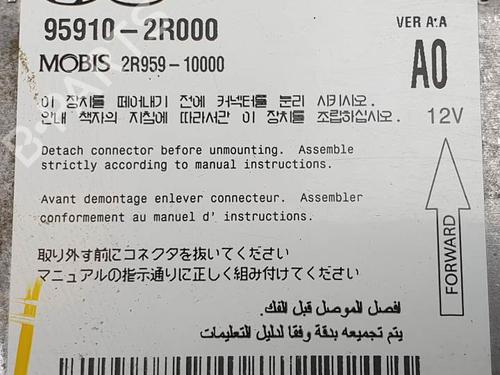 95910-2R000
VER A:A
MOBIS 2R959-10000
A0
이 장치를 떼어내기 전에 커넥터를 분리 시키시오.
안내 책자의 지침에 따라서만 이 장치를 조립하십시오.
12V
Detach connector before unmounting. Assemble
strictly according to manual instructions.
Avant demontage enlever connecteur. Assembler
conformement au manuel d' instructions.
FORWARD
取り外す前にコネクタを抜いてください
マニュアルの指示通りに正しく組み付けてください
افصل الموصل قبل الفك.
يتم تجميعه بدقة وفقا لدليل التعليمات
B-PARTS